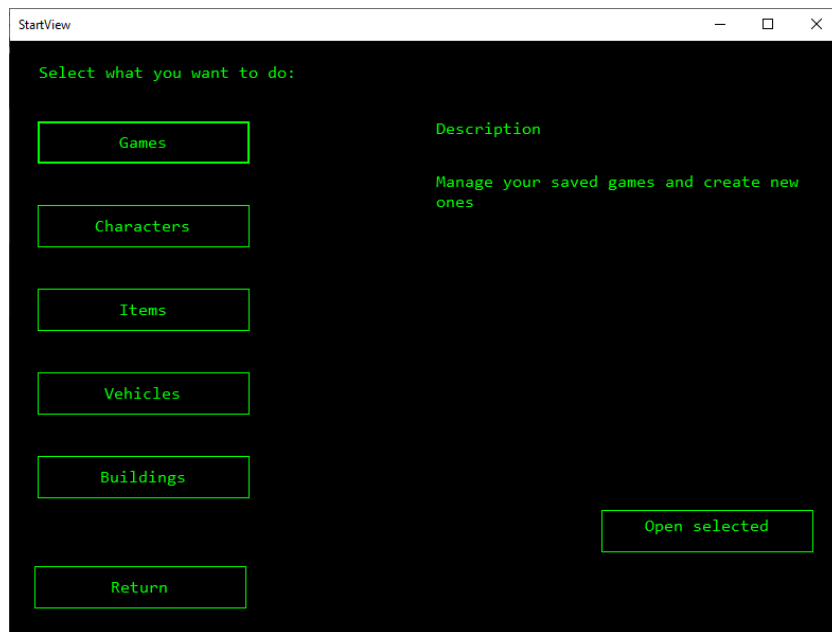 StartView
Select what you want to do:
Games
Characters
Items
Vehicles
Buildings
Return
Description
Manage your saved games and create new
ones
Open selected